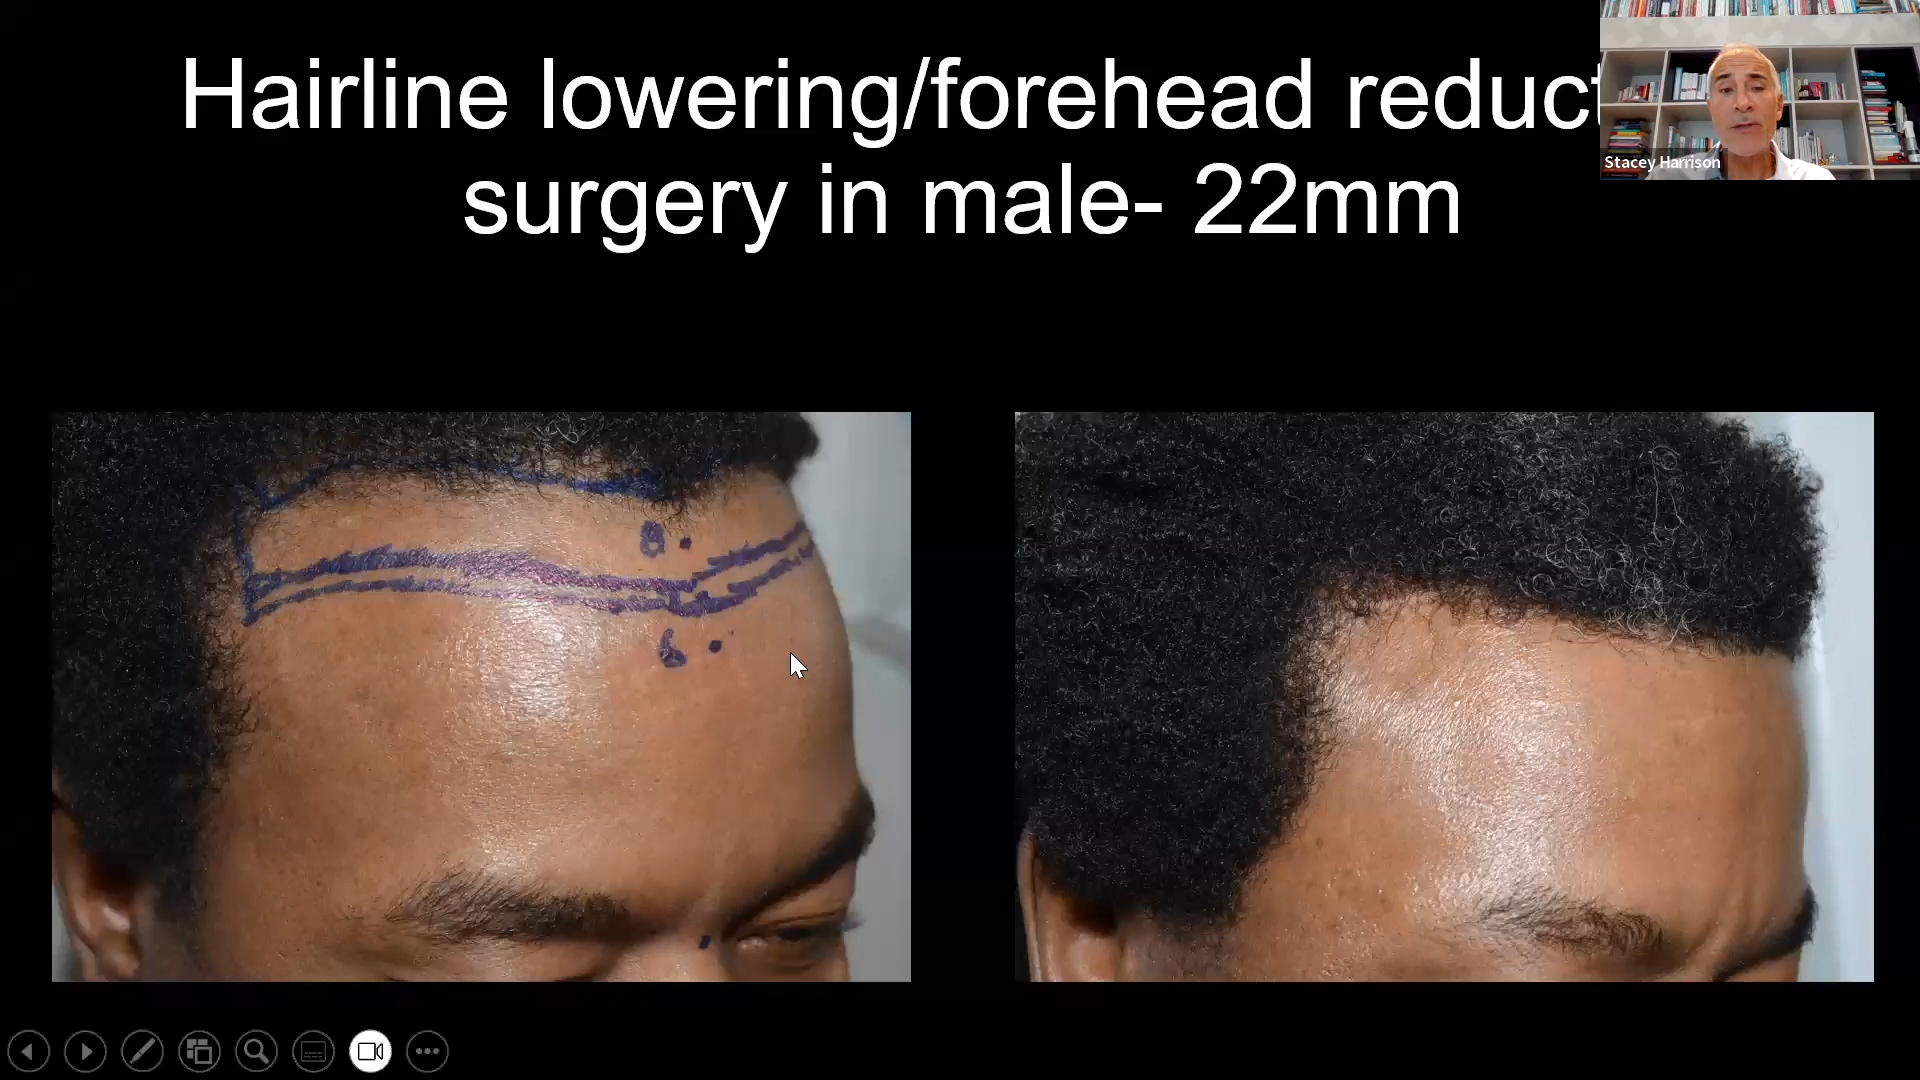 Hairline lowering/forehead reduct
surgery in male- 22mm
Stacey Harrison